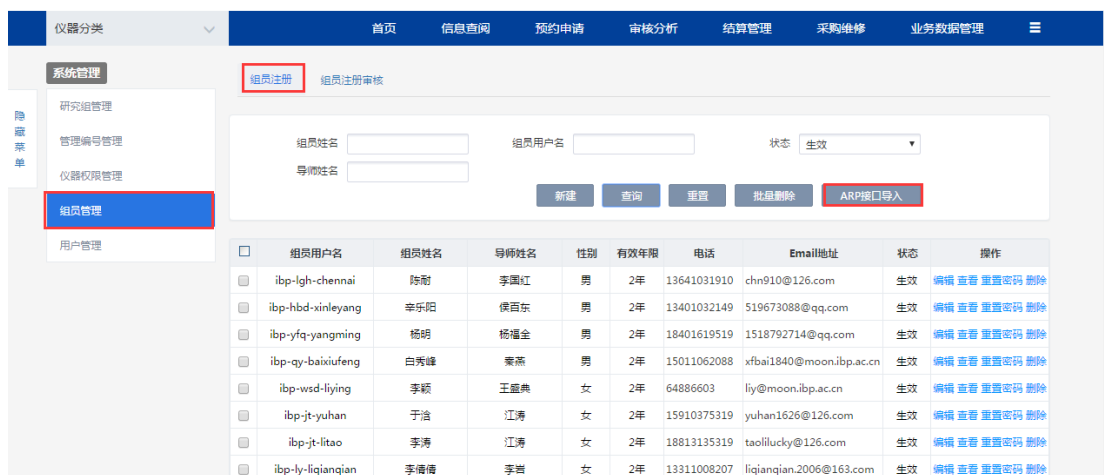 仪器分类 首页 信息查阅 预约申请 审核分析 结算管理 采购维修 业务数据管理
系统管理
组员注册 组员注册审核
隐藏菜单
研究组管理
管理编号管理
仪器权限管理
组员管理
用户管理
组员姓名 组员用户名 状态 生效
导师姓名
新建 查询 重置 批量删除 ARP接口导入
组员用户名 组员姓名 导师姓名 性别 有效年限 电话 Email地址 状态 操作
ibp-lgh-chennai 陈耐 李国红 男 2年 13641031910 chn910@126.com 生效 编辑 查看 重置密码 删除
ibp-hbd-xinleyang 辛乐阳 侯百东 男 2年 13401032149 519673088@qq.com 生效 编辑 查看 重置密码 删除
ibp-yfq-yangming 杨明 杨福全 男 2年 18401619519 1518792714@qq.com 生效 编辑 查看 重置密码 删除
ibp-qy-baixiufeng 白秀峰 秦燕 男 2年 15011062088 xfbai1840@moon.ibp.ac.cn 生效 编辑 查看 重置密码 删除
ibp-wsd-liying 李颖 王盛典 女 2年 64886603 liy@moon.ibp.ac.cn 生效 编辑 查看 重置密码 删除
ibp-jt-yuhan 于浛 江涛 女 2年 15910375319 yuhan1626@126.com 生效 编辑 查看 重置密码 删除
ibp-jt-litao 李涛 江涛 女 2年 18813135319 taolilucky@126.com 生效 编辑 查看 重置密码 删除
ibp-ly-liqianqian 李倩倩 李岩 女 2年 13311008207 liqianqian.2006@163.com 生效 编辑 查看 重置密码 删除